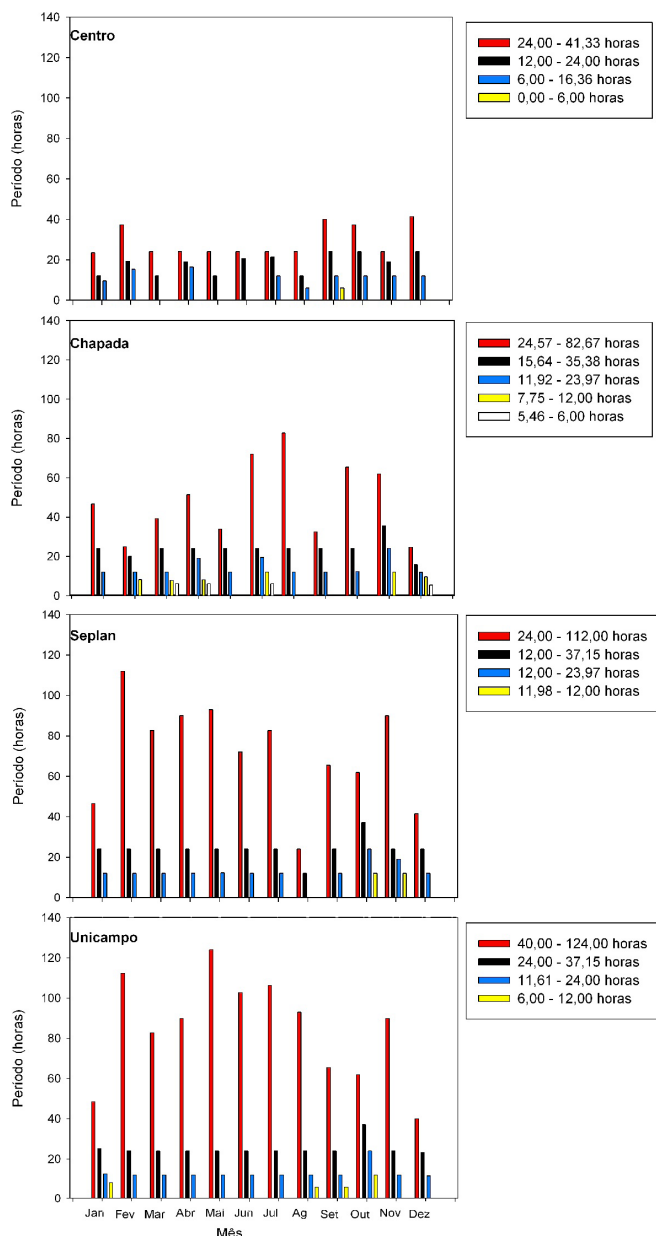 140
Centro
120
100
80
60
40
20
0
Período (horas)
24,00 - 41,33 horas
12,00 - 24,00 horas
6,00 - 16,36 horas
0,00 - 6,00 horas
140
Chapada
120
100
80
60
40
20
0
Período (horas)
24,57 - 82,67 horas
15,64 - 35,38 horas
11,92 - 23,97 horas
7,75 - 12,00 horas
5,46 - 6,00 horas
140
Seplan
120
100
80
60
40
20
0
Período (horas)
24,00 - 112,00 horas
12,00 - 37,15 horas
12,00 - 23,97 horas
11,98 - 12,00 horas
140
Unicampo
120
100
80
60
40
20
0
Período (horas)
40,00 - 124,00 horas
24,00 - 37,15 horas
11,61 - 24,00 horas
6,00 - 12,00 horas
Jan Fev Mar Abr Mai Jun Jul Ag Set Out Nov Dez
Mês